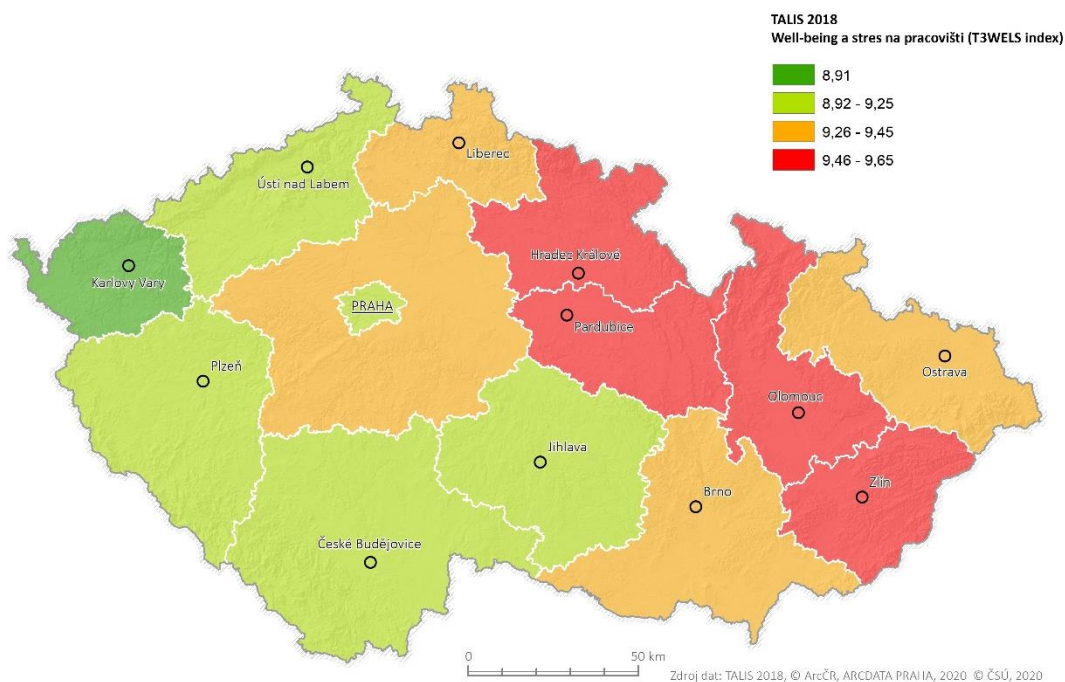 TALIS 2018
Well-being a stres na pracovišti (T3WELS index)
8,91
8,92 - 9,25
9,26 - 9,45
9,46 - 9,65
Liberec
Ústí nad Labem
Hradec Králové
Karlovy Vary
PRAHA
Pardubice
Plzeň
Ostrava
Olomouc
Jihlava
Zlín
Brno
České Budějovice
0 50 km
Zdroj dat: TALIS 2018, © ArcČR, ARCDATA PRAHA, 2020 © ČSÚ, 2020